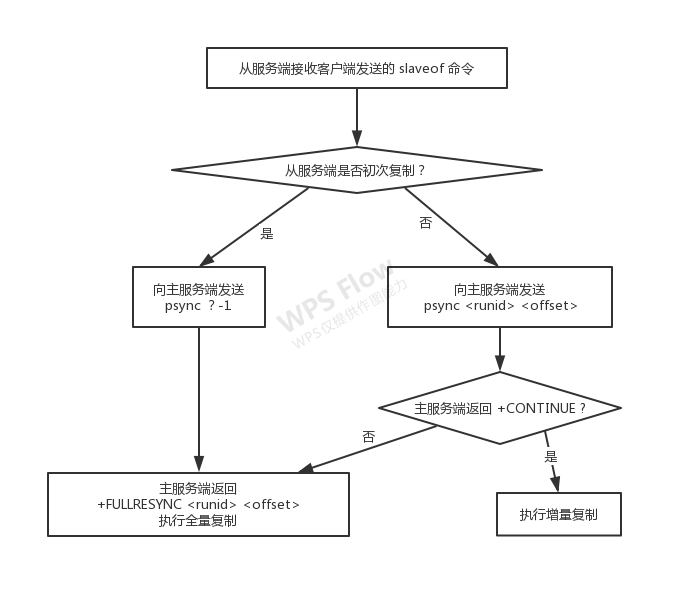 从服务端接收客户端发送的 slaveof 命令
从服务端是否初次复制？
是
否
向主服务端发送
psync ? -1
向主服务端发送
psync <runid> <offset>
WPS Flow
WPS仅提供作图能力
主服务端返回 +CONTINUE ?
否
是
主服务端返回
+FULLRESYNC <runid> <offset>
执行全量复制
执行增量复制